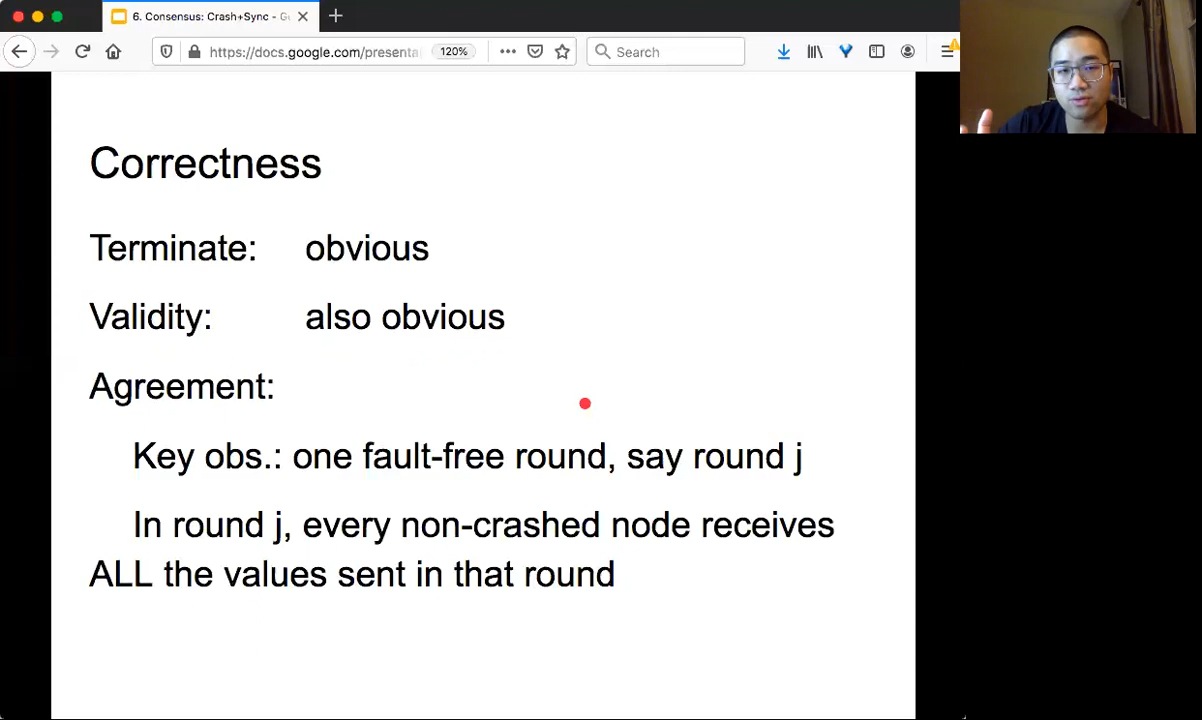 6. Consensus: Crash+Sync - Gu
https://docs.google.com/presenta
120%
Search
Correctness
Terminate: obvious
Validity: also obvious
Agreement:
Key obs.: one fault-free round, say round j
In round j, every non-crashed node receives
ALL the values sent in that round